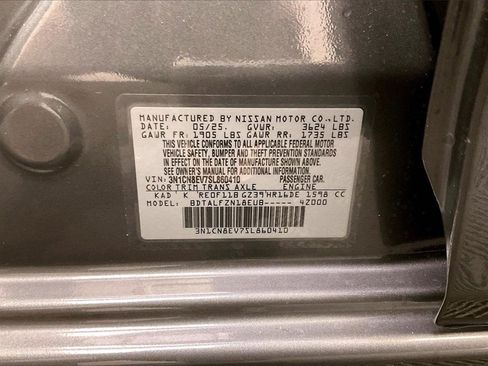 MANUFACTURED BY NISSAN MOTOR CO.,LTD.
DATE: 05/25. GVWR: 3624 LBS
GAWR FR: 1905 LBS GAWR RR: 1735 LBS
THIS VEHICLE CONFORMS TO ALL APPLICABLE FEDERAL MOTOR
VEHICLE SAFETY, BUMPER AND THEFT PREVENTION STANDARDS
IN EFFECT ON THE DATE OF MANUFACTURE SHOWN ABOVE.
SEE OWNER'S MANUAL FOR ADDITIONAL INFORMATION
VIN: 3N1CN8EV7SL860410 PASSENGER CAR.
COLOR TRIM TRANS AXLE ENGINE
KAD K RE0F11B GZ39 HR16DE 1598 CC
MODEL: BDTALFZN18EUB----- 4Z000
3N1CN8EV7SL860410